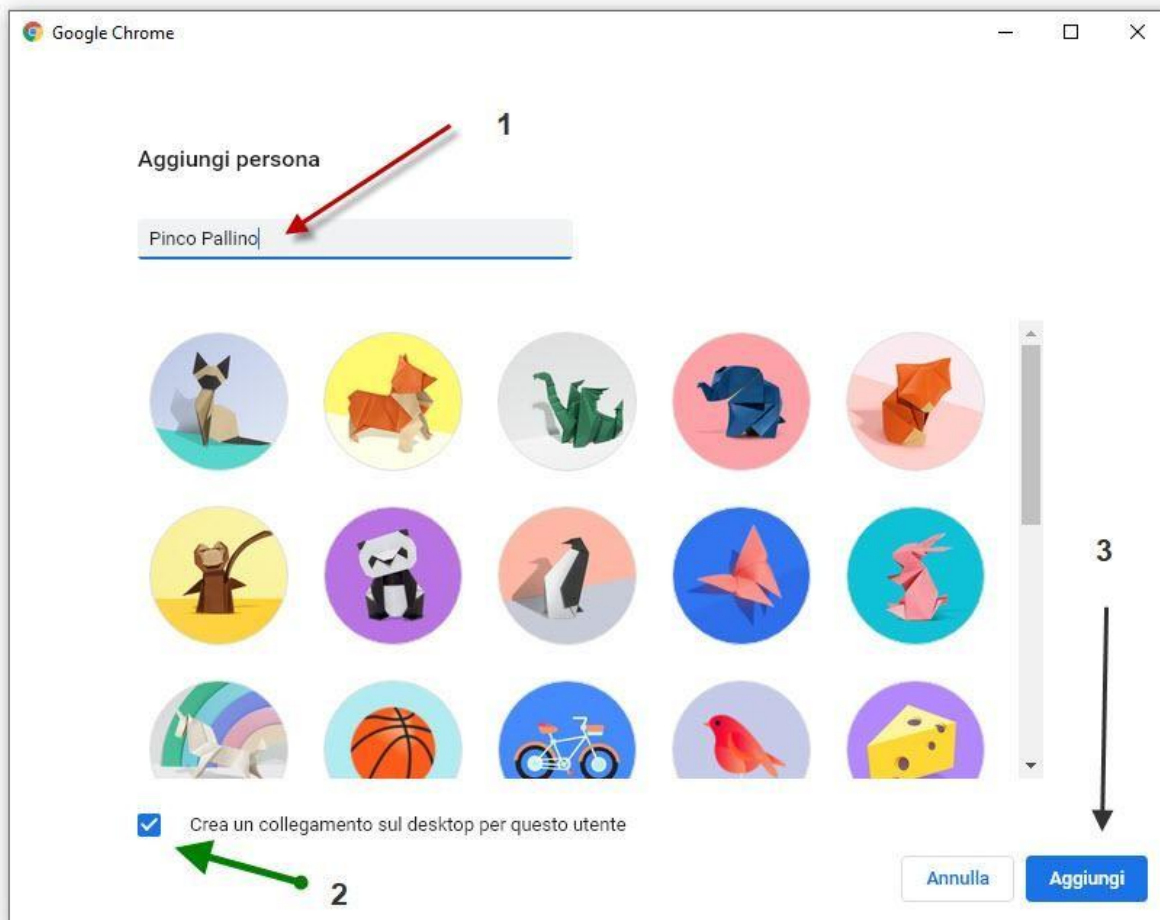 Google Chrome
1
Aggiungi persona
Pinco Pallino
3
Crea un collegamento sul desktop per questo utente
2
Annulla
Aggiungi